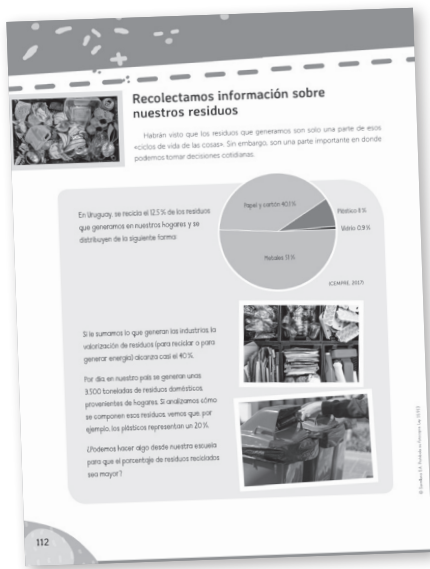 Recolectamos información sobre
nuestros residuos
Habrán visto que los residuos que generamos son solo una parte de esos
«ciclos de vida de las cosas». Sin embargo, son una parte importante en donde
podemos tomar decisiones cotidianas.
En Uruguay, se recicla el 12,5 % de los residuos
que generamos en nuestros hogares y se
distribuyen de la siguiente forma:
Papel y cartón 40,1 %
Plástico 8 %
Vidrio 0,9 %
Metales 51 %
(CEMPRE, 2017)
Si le sumamos lo que generan las industrias, la
valorización de residuos (para reciclar o para
generar energía) alcanza casi el 40 %.
Por día en nuestro país se generan unas
3.500 toneladas de residuos domésticos
provenientes de hogares. Si analizamos cómo
se componen esos residuos, vemos que, por
ejemplo, los plásticos representan un 20 %.
¿Podemos hacer algo desde nuestra escuela
para que el porcentaje de residuos reciclados
sea mayor?
112